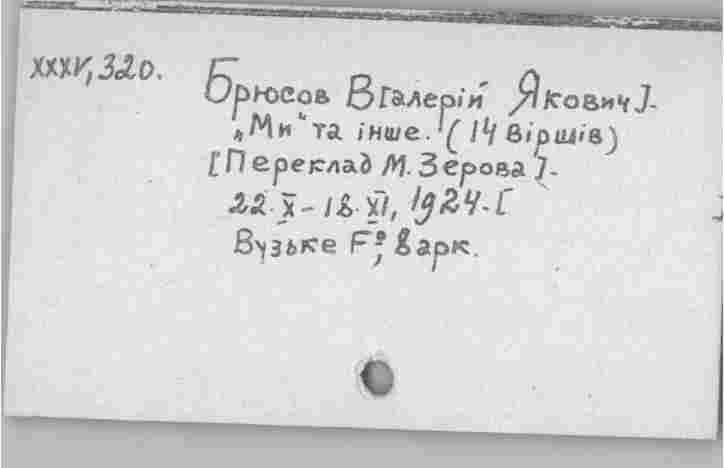 XXXV, 320.
Брюсов В[алерій Якович].
„Ми“ та інше. (14 віршів)
[Переклад М. Зерова].
22. X – 18. XI, 1924. [
Вузьке Fº, 8 арк.